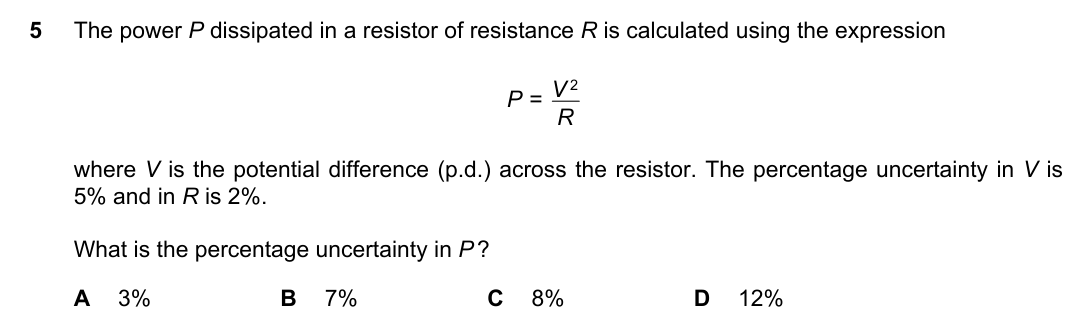 5 The power P dissipated in a resistor of resistance R is calculated using the expression
P = V²/R
where V is the potential difference (p.d.) across the resistor. The percentage uncertainty in V is
5% and in R is 2%.
What is the percentage uncertainty in P?
A 3% B 7% C 8% D 12%